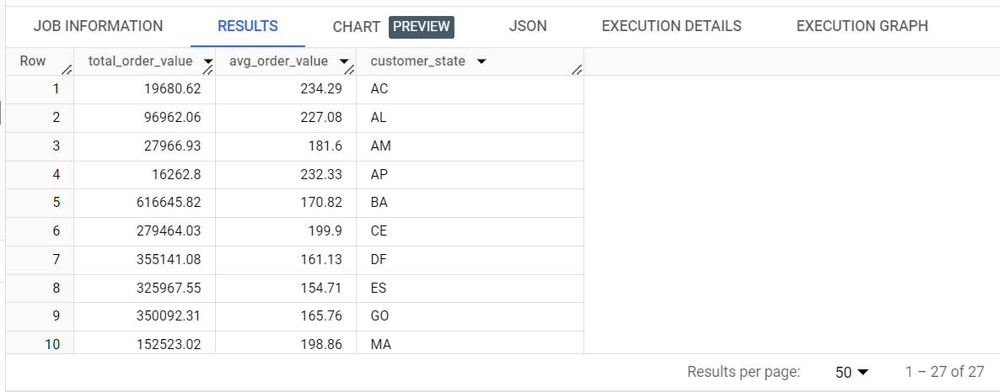 JOB INFORMATION RESULTS CHART PREVIEW JSON EXECUTION DETAILS EXECUTION GRAPH
Row total_order_value avg_order_value customer_state
1 19680.62 234.29 AC
2 96962.06 227.08 AL
3 27966.93 181.6 AM
4 16262.8 232.33 AP
5 616645.82 170.82 BA
6 279464.03 199.9 CE
7 355141.08 161.13 DF
8 325967.55 154.71 ES
9 350092.31 165.76 GO
10 152523.02 198.86 MA
Results per page: 50 1 – 27 of 27